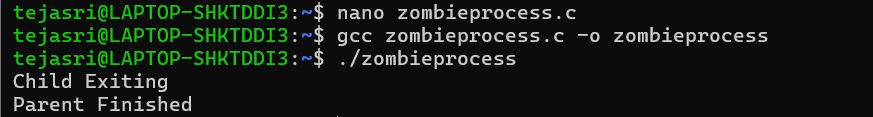 tejasri@LAPTOP-SHKTDDI3:~$ nano zombieprocess.c
tejasri@LAPTOP-SHKTDDI3:~$ gcc zombieprocess.c -o zombieprocess
tejasri@LAPTOP-SHKTDDI3:~$ ./zombieprocess
Child Exiting
Parent Finished